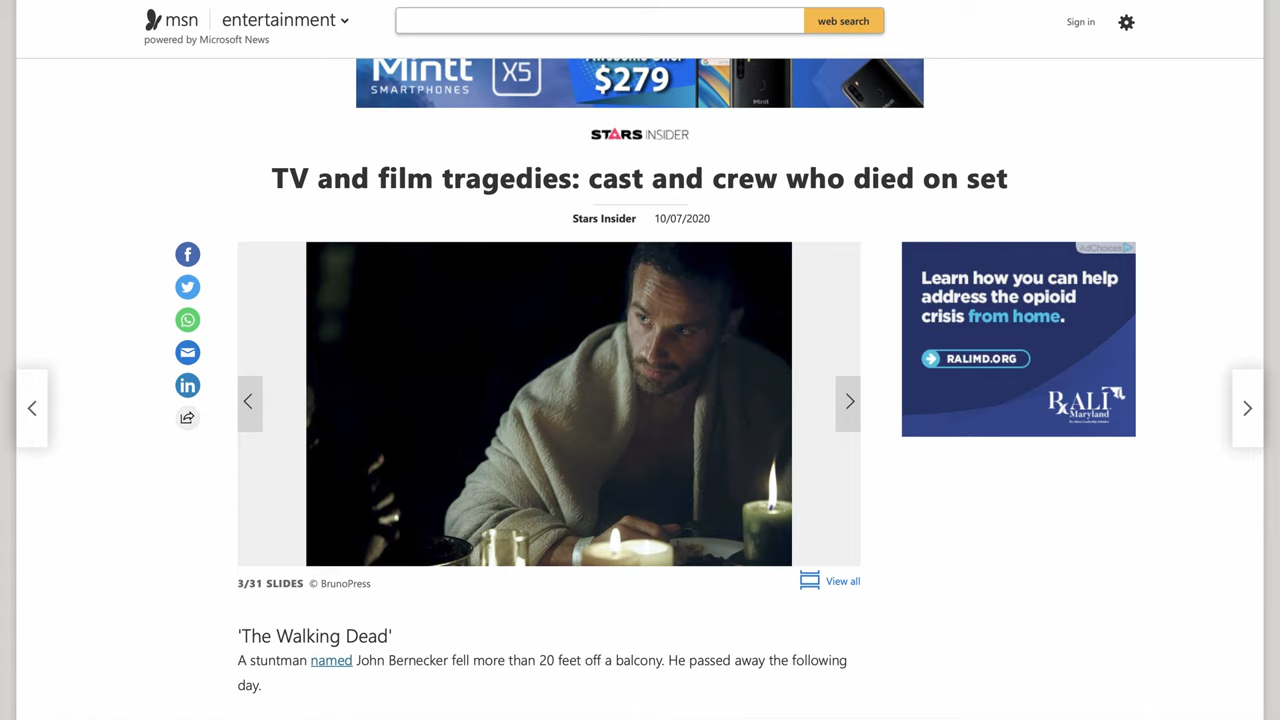 msn
entertainment
web search
Sign in
powered by Microsoft News
Mintt
SMARTPHONES
X5
$279
Mintt
STARS INSIDER
TV and film tragedies: cast and crew who died on set
Stars Insider 10/07/2020
AdChoices
Learn how you can help
address the opioid
crisis from home.
RALIMD.ORG
RxALI
Maryland
in
3/31 SLIDES © BrunoPress
View all
'The Walking Dead'
A stuntman named John Bernecker fell more than 20 feet off a balcony. He passed away the following
day.